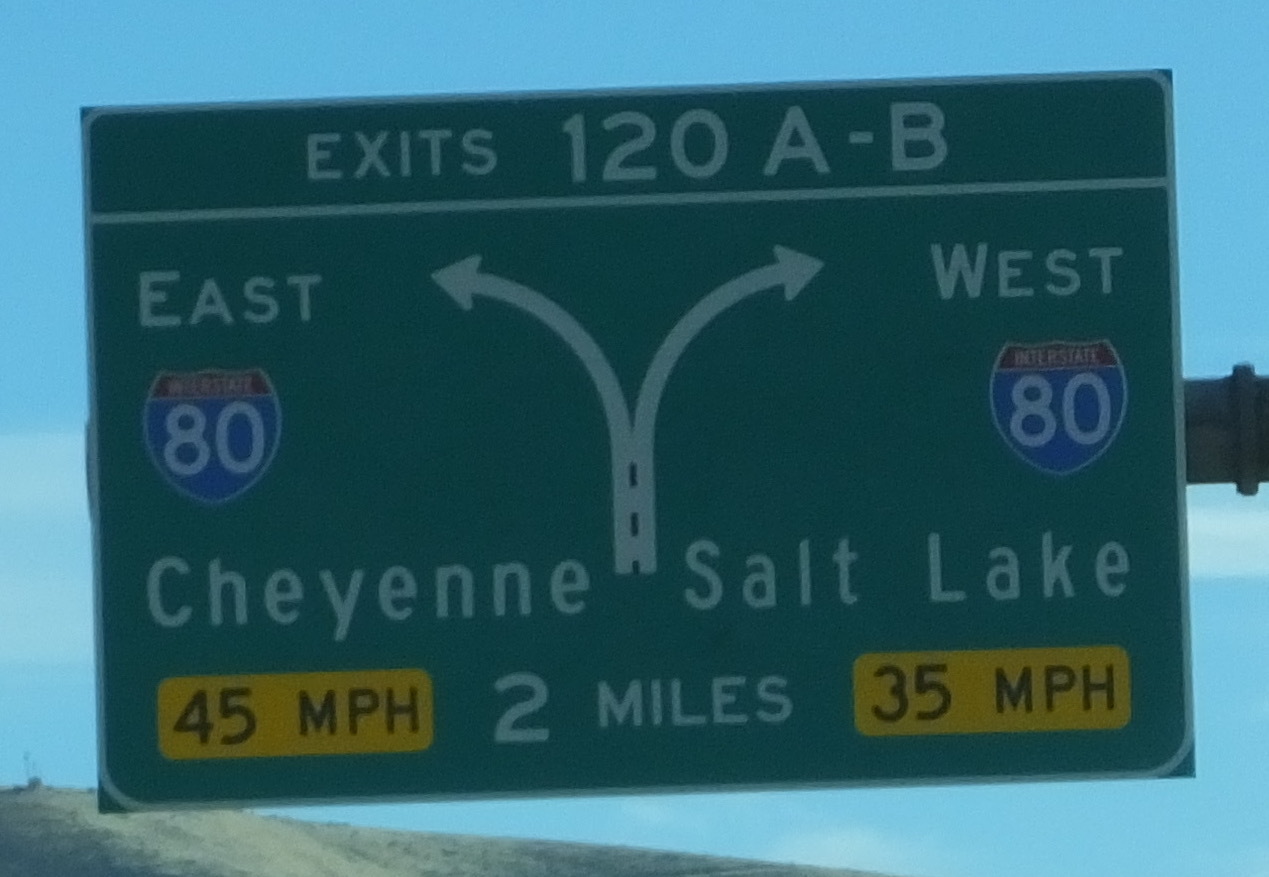 EXITS 120 A-B
EAST
WEST
INTERSTATE
80
INTERSTATE
80
Cheyenne
Salt Lake
45 MPH
2 MILES
35 MPH